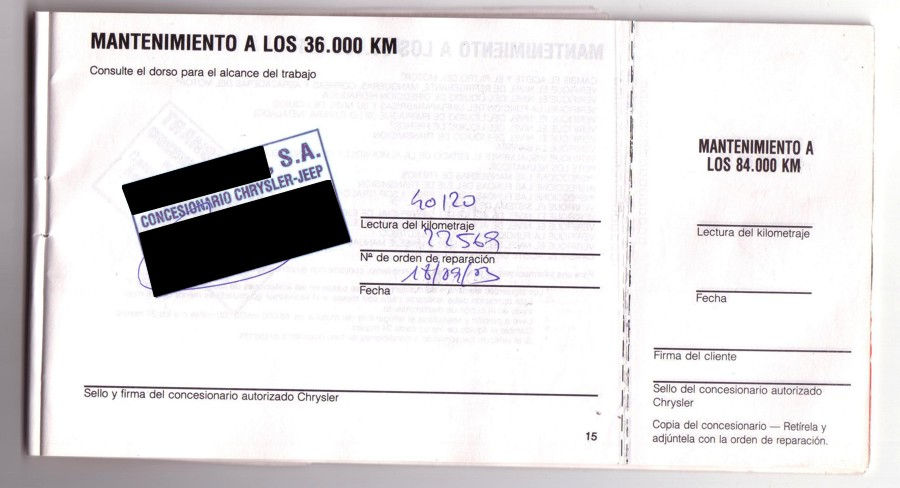 MANTENIMIENTO A LOS 36.000 KM
Consulte el dorso para el alcance del trabajo
, S.A.
CONCESIONARIO CHRYSLER-JEEP
40120
Lectura del kilometraje
22569
Nª de orden de reparación
18/09/03
Fecha
Sello y firma del concesionario autorizado Chrysler
15
MANTENIMIENTO A
LOS 84.000 KM
Lectura del kilometraje
Fecha
Firma del cliente
Sello del concesionario autorizado
Chrysler
Copia del concesionario — Retírela y
adjúntela con la orden de reparación.